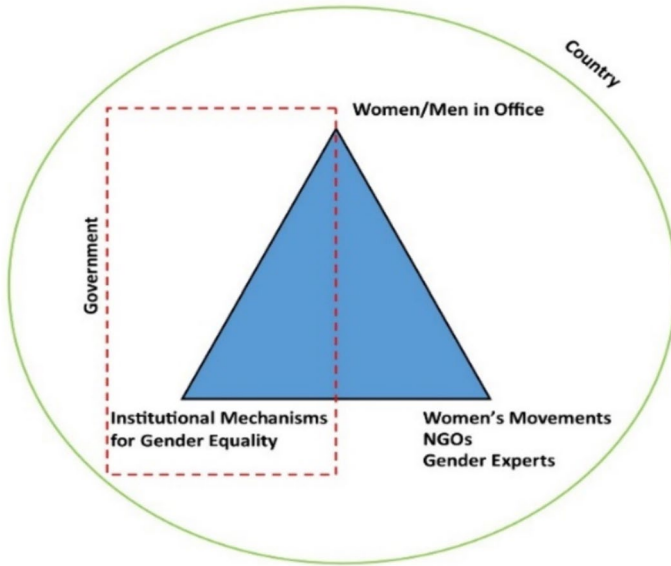 Country
Women/Men in Office
Government
Institutional Mechanisms
for Gender Equality
Women's Movements
NGOs
Gender Experts